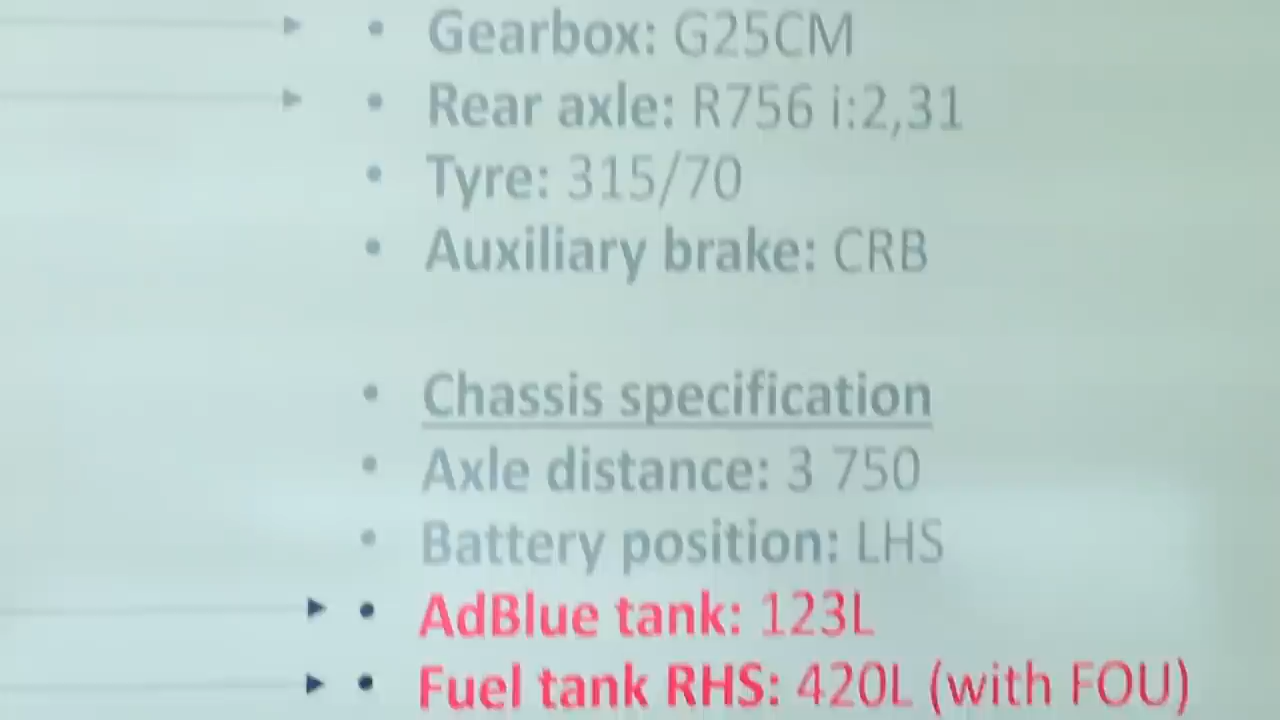 • Gearbox: G25CM
• Rear axle: R756 i:2,31
• Tyre: 315/70
• Auxiliary brake: CRB
• Chassis specification
• Axle distance: 3 750
• Battery position: LHS
• AdBlue tank: 123L
• Fuel tank RHS: 420L (with FOU)